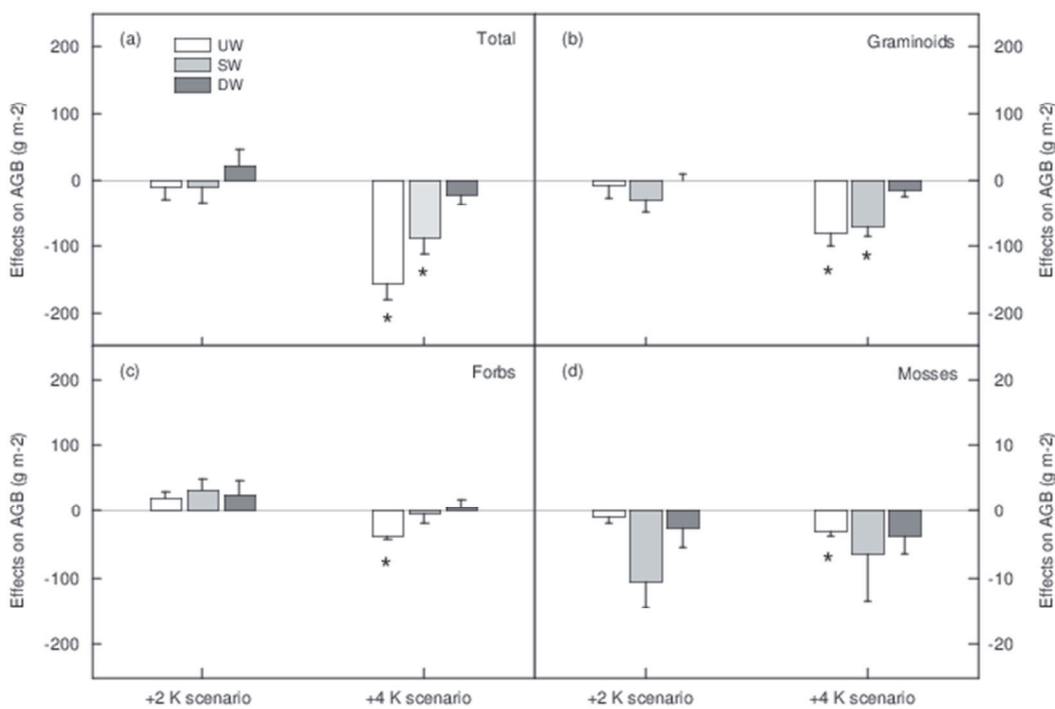 (a)
Total
UW
SW
DW
200
100
0
-100
-200
Effects on AGB (g m-2)
*
*
(b)
Graminoids
200
100
0
-100
-200
Effects on AGB (g m-2)
*
*
(c)
Forbs
200
100
0
-100
-200
Effects on AGB (g m-2)
*
+2 K scenario
+4 K scenario
(d)
Mosses
20
10
0
-10
-20
Effects on AGB (g m-2)
*
+2 K scenario
+4 K scenario